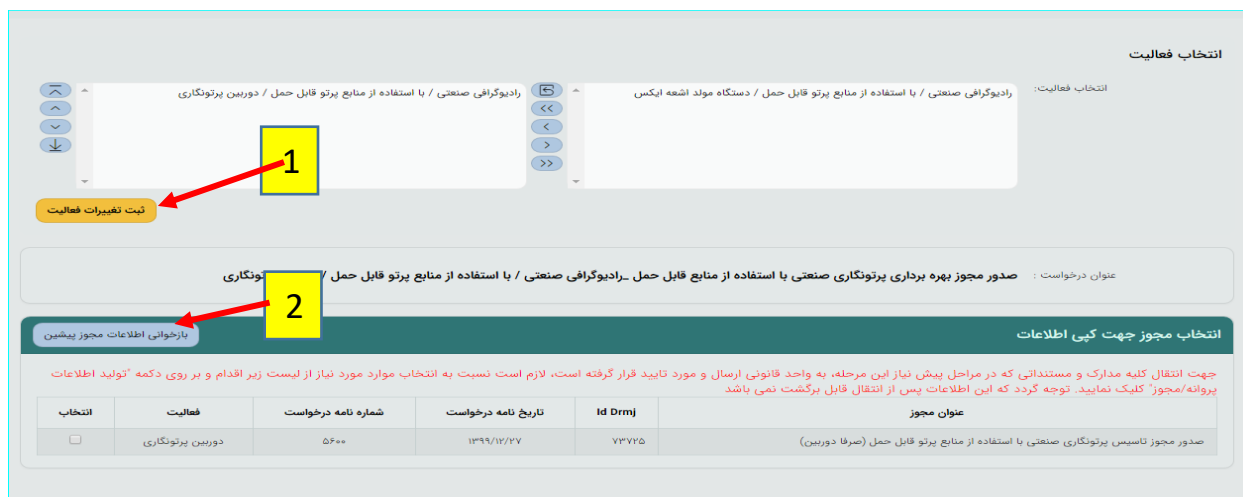 انتخاب فعالیت
انتخاب فعالیت:
رادیوگرافی صنعتی / با استفاده از منابع پرتو قابل حمل / دستگاه مولد اشعه ایکس
رادیوگرافی صنعتی / با استفاده از منابع پرتو قابل حمل / دوربین پرتونگاری
1
ثبت تغییرات فعالیت
عنوان درخواست : صدور مجوز بهره برداری پرتونگاری صنعتی با استفاده از منابع قابل حمل _رادیوگرافی صنعتی / با استفاده از منابع پرتو قابل حمل /
2
انتخاب مجوز جهت کپی اطلاعات
بازخوانی اطلاعات مجوز پیشین
جهت انتقال کلیه مدارک و مستنداتی که در مراحل پیش نیاز این مرحله، به واحد قانونی ارسال و مورد تایید قرار گرفته است، لازم است نسبت به انتخاب موارد مورد نیاز از لیست زیر اقدام و بر روی دکمه "تولید اطلاعات
پروانه/مجوز" کلیک نمایید. توجه گردد که این اطلاعات پس از انتقال قابل برگشت نمی باشد
عنوان مجوز Id Drmj تاریخ نامه درخواست شماره نامه درخواست فعالیت انتخاب
صدور مجوز تاسیس پرتونگاری صنعتی با استفاده از منابع پرتو قابل حمل (صرفا دوربین) ۷۳۷۲۵ ۱۳۹۹/۱۲/۲۷ ۵۶۰۰ دوربین پرتونگاری